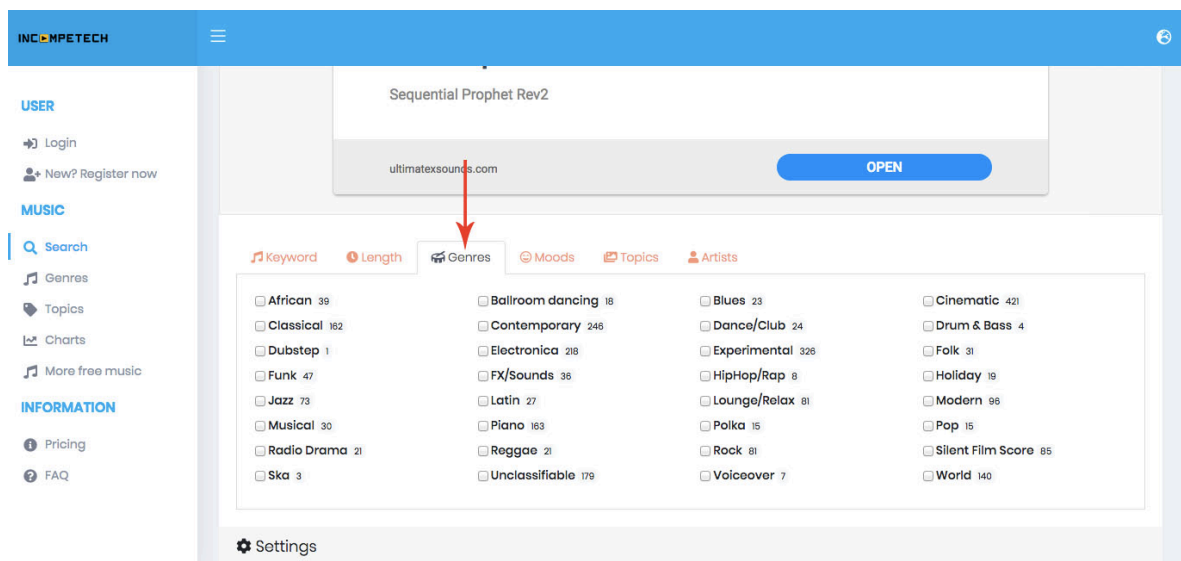 INCOMPETECH
Sequential Prophet Rev2
USER
Login
New? Register now
ultimatexsounds.com OPEN
MUSIC
Search
Genres
Topics
Charts
More free music
INFORMATION
Pricing
FAQ
Keyword Length Genres Moods Topics Artists
African 39 Ballroom dancing 18 Blues 23 Cinematic 421
Classical 162 Contemporary 246 Dance/Club 24 Drum & Bass 4
Dubstep 1 Electronica 218 Experimental 326 Folk 31
Funk 47 FX/Sounds 36 HipHop/Rap 8 Holiday 19
Jazz 73 Latin 27 Lounge/Relax 81 Modern 96
Musical 30 Piano 163 Polka 15 Pop 15
Radio Drama 21 Reggae 21 Rock 81 Silent Film Score 85
Ska 3 Unclassifiable 179 Voiceover 7 World 140
Settings